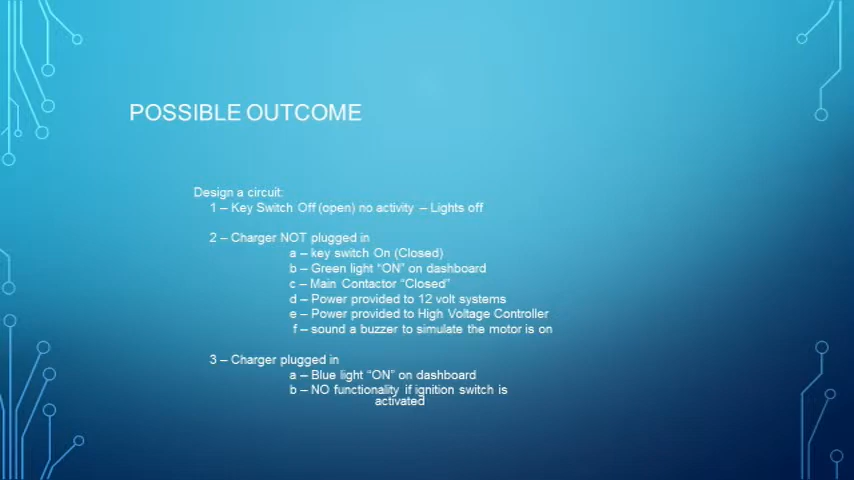 POSSIBLE OUTCOME
Design a circuit:
1 – Key Switch Off (open) no activity – Lights off
2 – Charger NOT plugged in
a – key switch On (Closed)
b – Green light “ON” on dashboard
c – Main Contactor “Closed”
d – Power provided to 12 volt systems
e – Power provided to High Voltage Controller
f – sound a buzzer to simulate the motor is on
3 – Charger plugged in
a – Blue light “ON” on dashboard
b – NO functionality if ignition switch is
activated